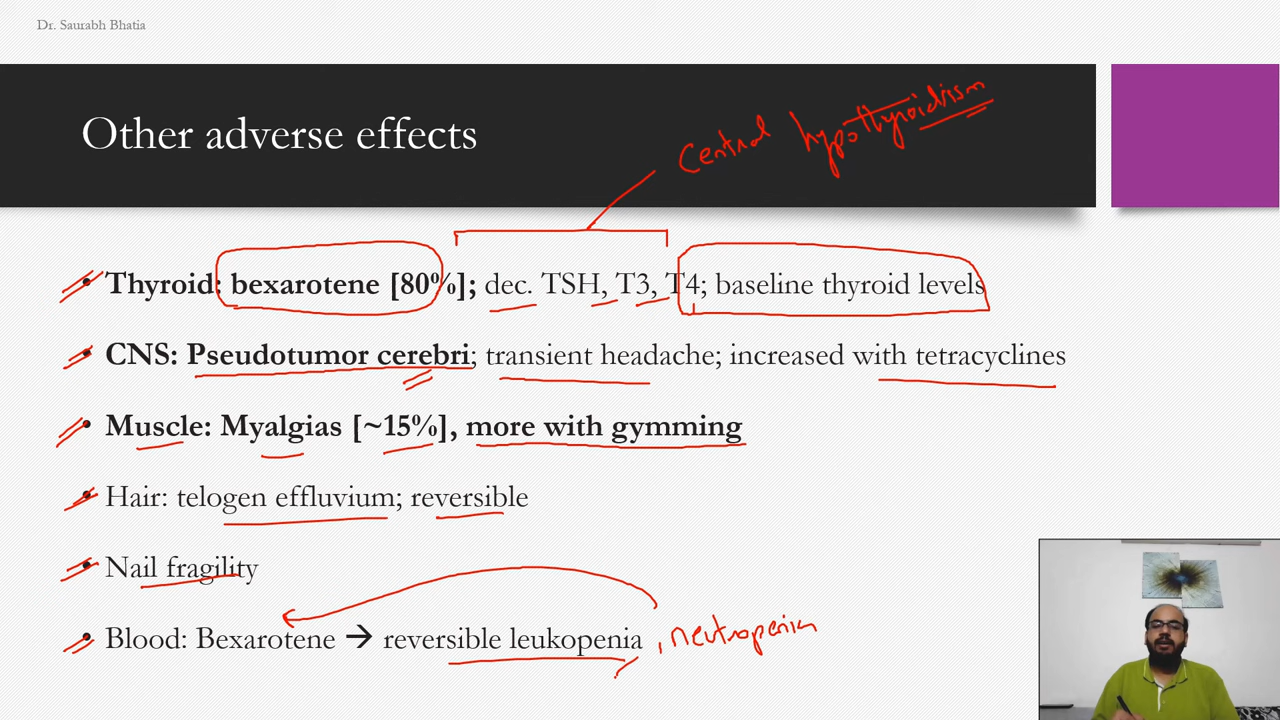 Dr. Saurabh Bhatia
Other adverse effects
Central hypothyroidism
• Thyroid: bexarotene [80%]; dec. TSH, T3, T4; baseline thyroid levels
• CNS: Pseudotumor cerebri; transient headache; increased with tetracyclines
• Muscle: Myalgias [~15%], more with gymming
• Hair: telogen effluvium; reversible
• Nail fragility
• Blood: Bexarotene → reversible leukopenia , neutropenia